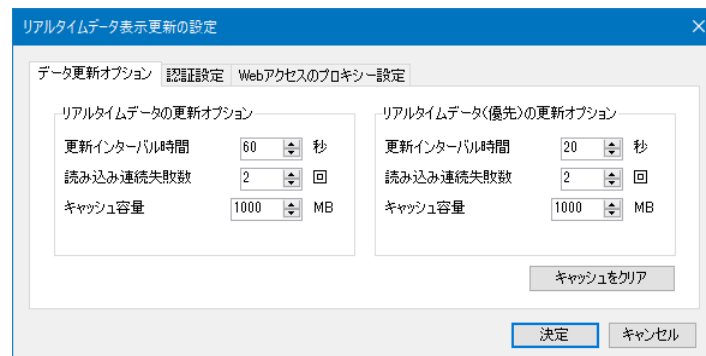 リアルタイムデータ表示更新の設定
データ更新オプション 認証設定 Webアクセスのプロキシー設定
リアルタイムデータの更新オプション
更新インターバル時間 60 秒
読み込み連続失敗数 2 回
キャッシュ容量 1000 MB
リアルタイムデータ(優先)の更新オプション
更新インターバル時間 20 秒
読み込み連続失敗数 2 回
キャッシュ容量 1000 MB
キャッシュをクリア
決定 キャンセル